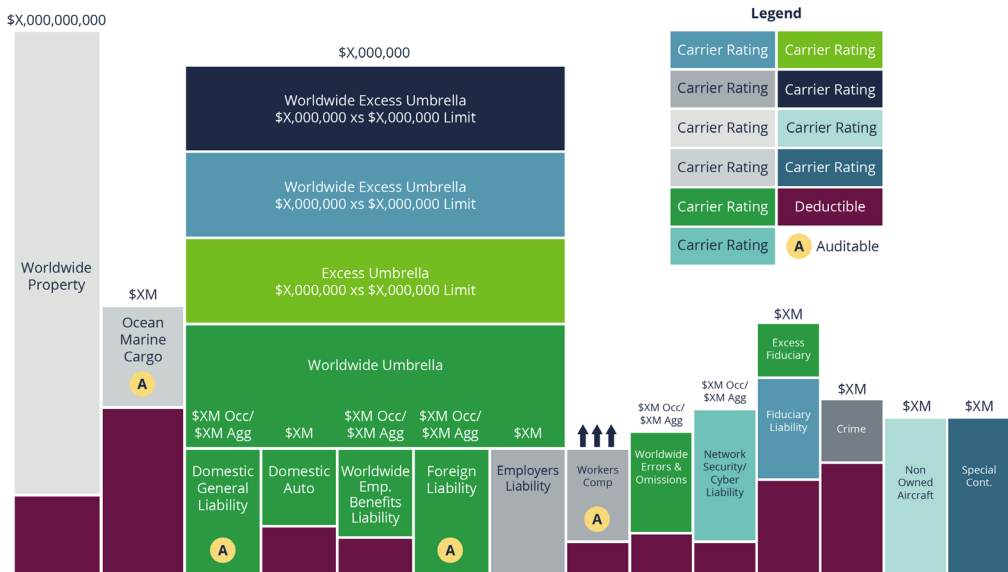 $X,000,000,000
Worldwide
Property
$XM
Ocean
Marine
Cargo
A
$X,000,000
Worldwide Excess Umbrella
$X,000,000 xs $X,000,000 Limit
Worldwide Excess Umbrella
$X,000,000 xs $X,000,000 Limit
Excess Umbrella
$X,000,000 xs $X,000,000 Limit
Worldwide Umbrella
$XM Occ/
$XM Agg
Domestic
General
Liability
A
$XM
Domestic
Auto
$XM Occ/
$XM Agg
Worldwide
Emp.
Benefits
Liability
$XM Occ/
$XM Agg
Foreign
Liability
A
$XM
Employers
Liability
Workers
Comp
A
$XM Occ/
$XM Agg
Worldwide
Errors &
Omissions
$XM Occ/
$XM Agg
Network
Security/
Cyber
Liability
$XM
Excess
Fiduciary
Fiduciary
Liability
$XM
Crime
$XM
Non
Owned
Aircraft
$XM
Special
Cont.
Legend
Carrier Rating
Carrier Rating
Carrier Rating
Carrier Rating
Carrier Rating
Carrier Rating
Carrier Rating
Carrier Rating
Carrier Rating
Deductible
Carrier Rating
A Auditable